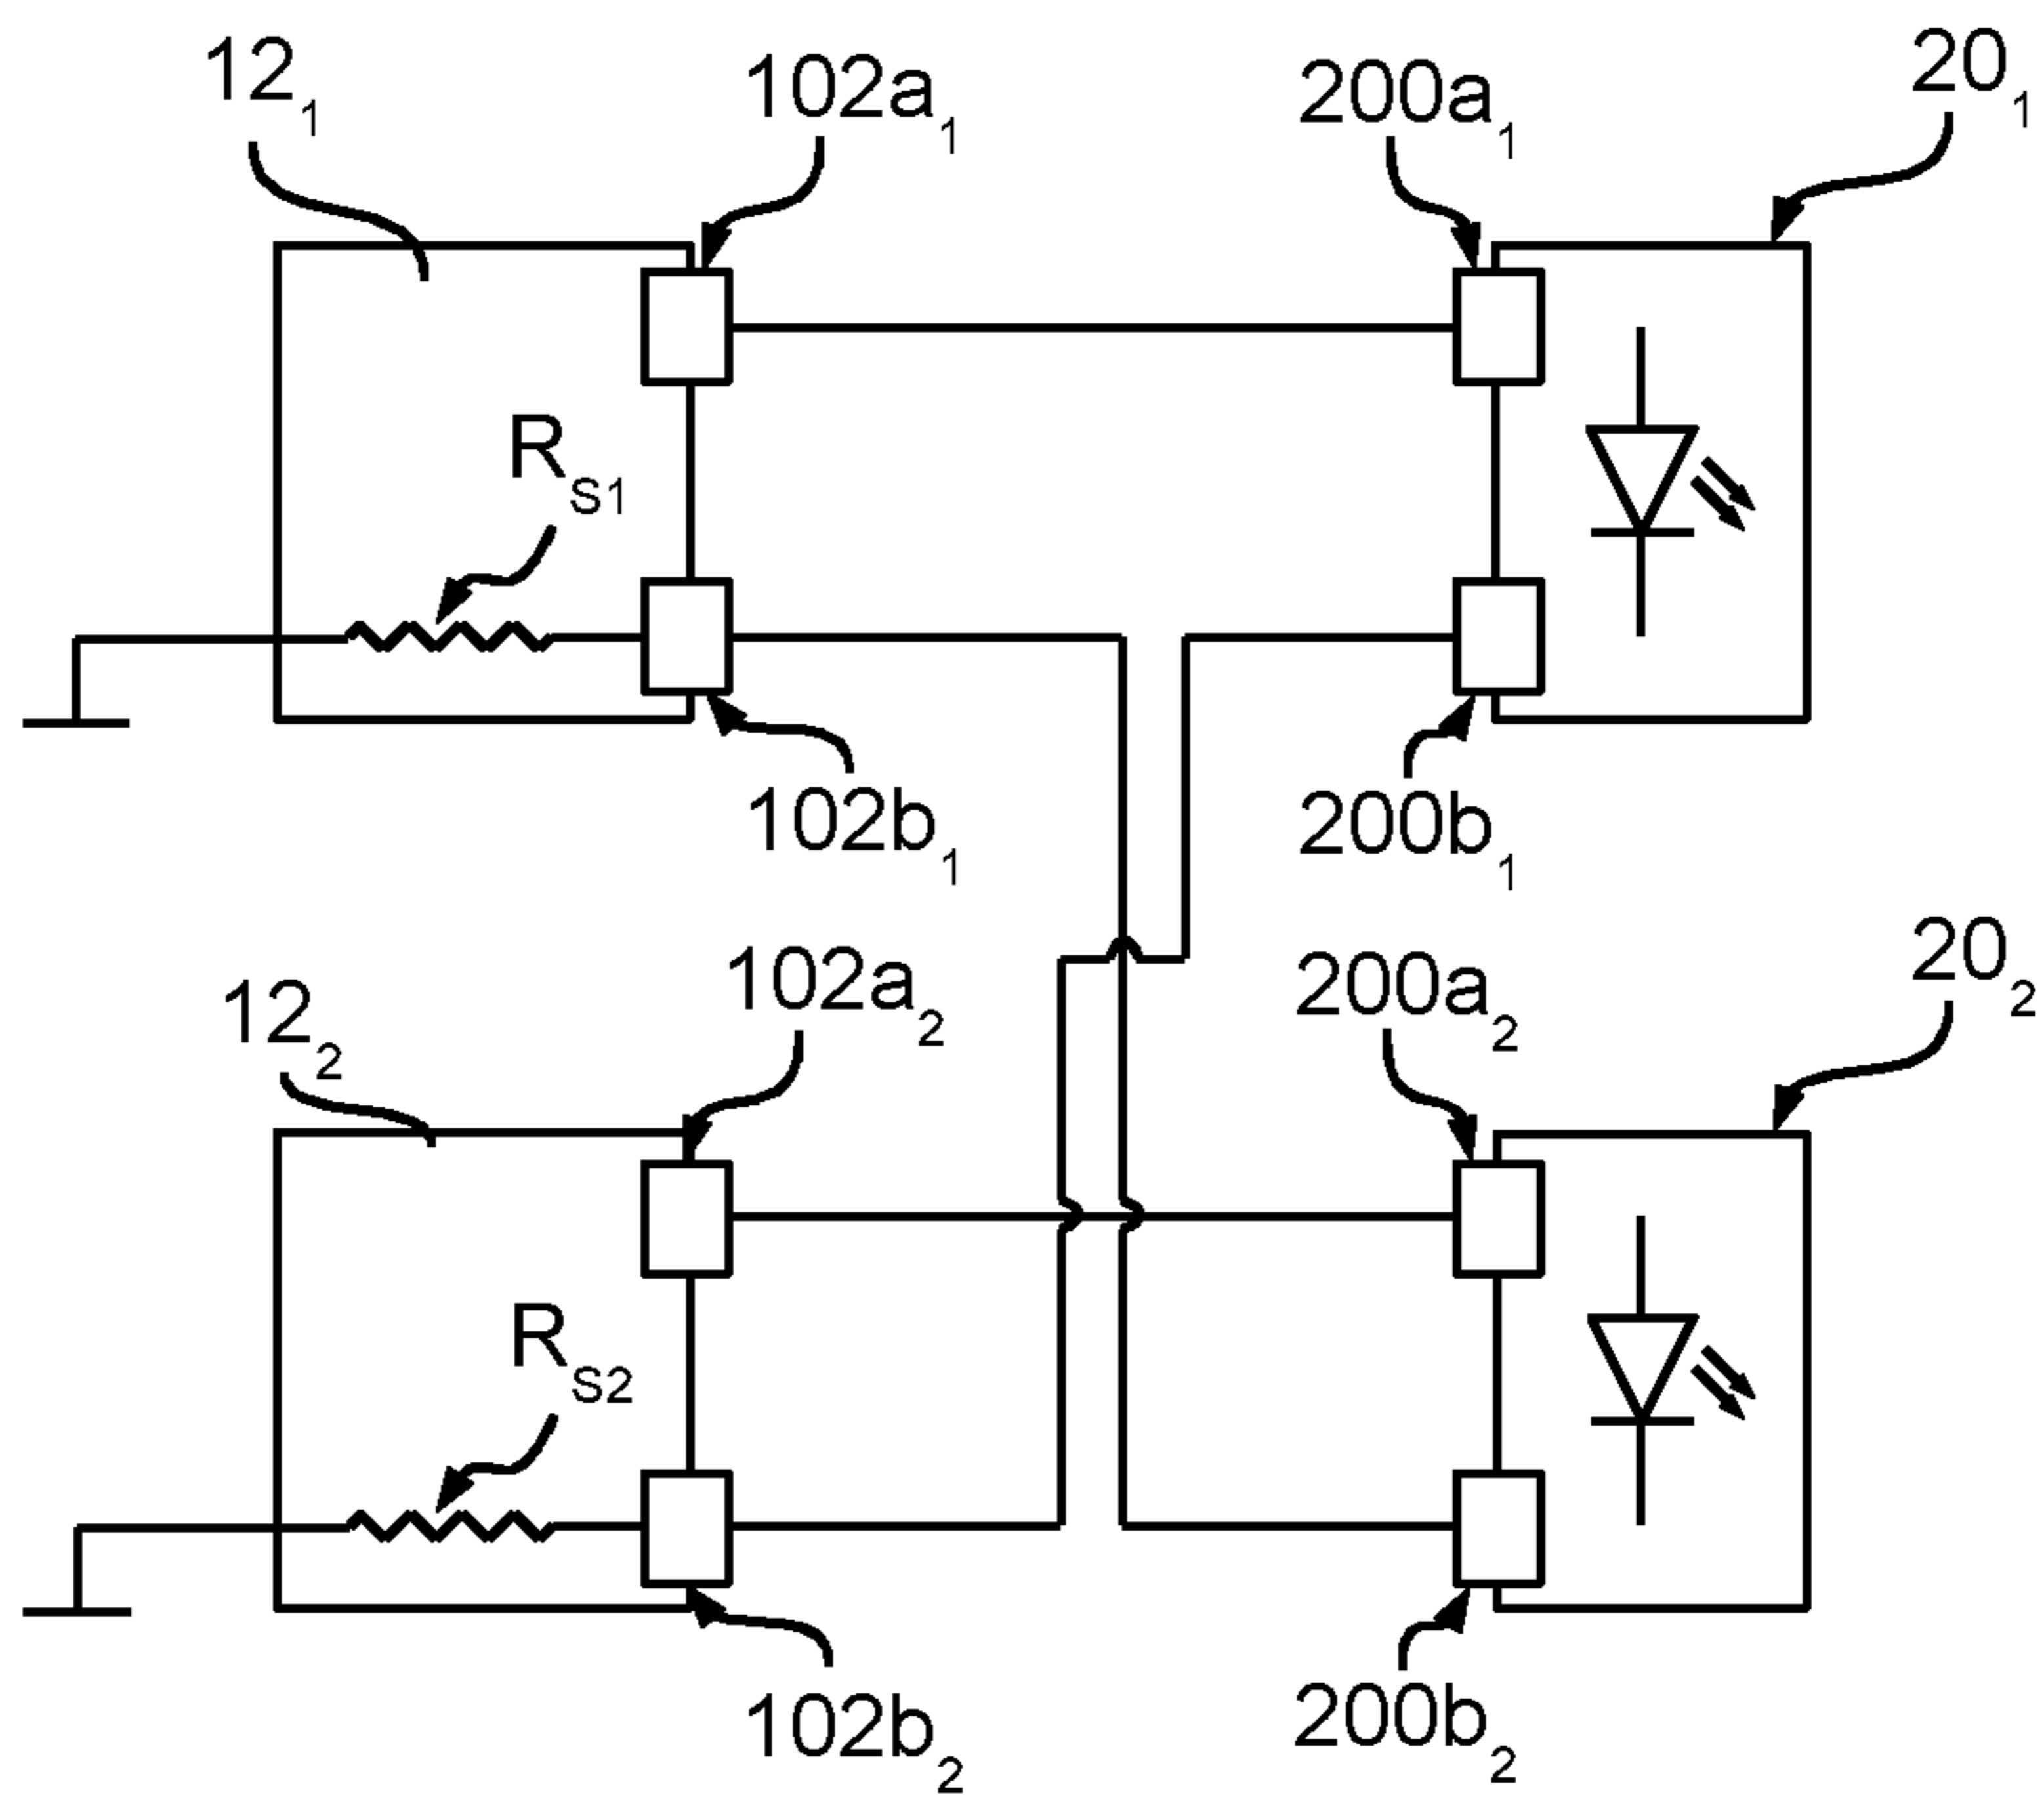 12₁
102a₁
200a₁
20₁
R_S1
102b₁
200b₁
12₂
102a₂
200a₂
20₂
R_S2
102b₂
200b₂